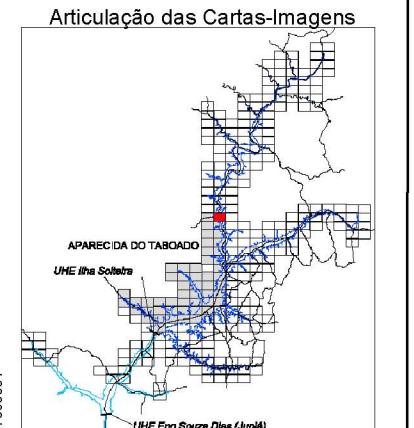 Articulação das Cartas-Imagens
APARECIDA DO TABOADO
UHE Ilha Solteira
UHE Eng Souza Dias (Jupiá)